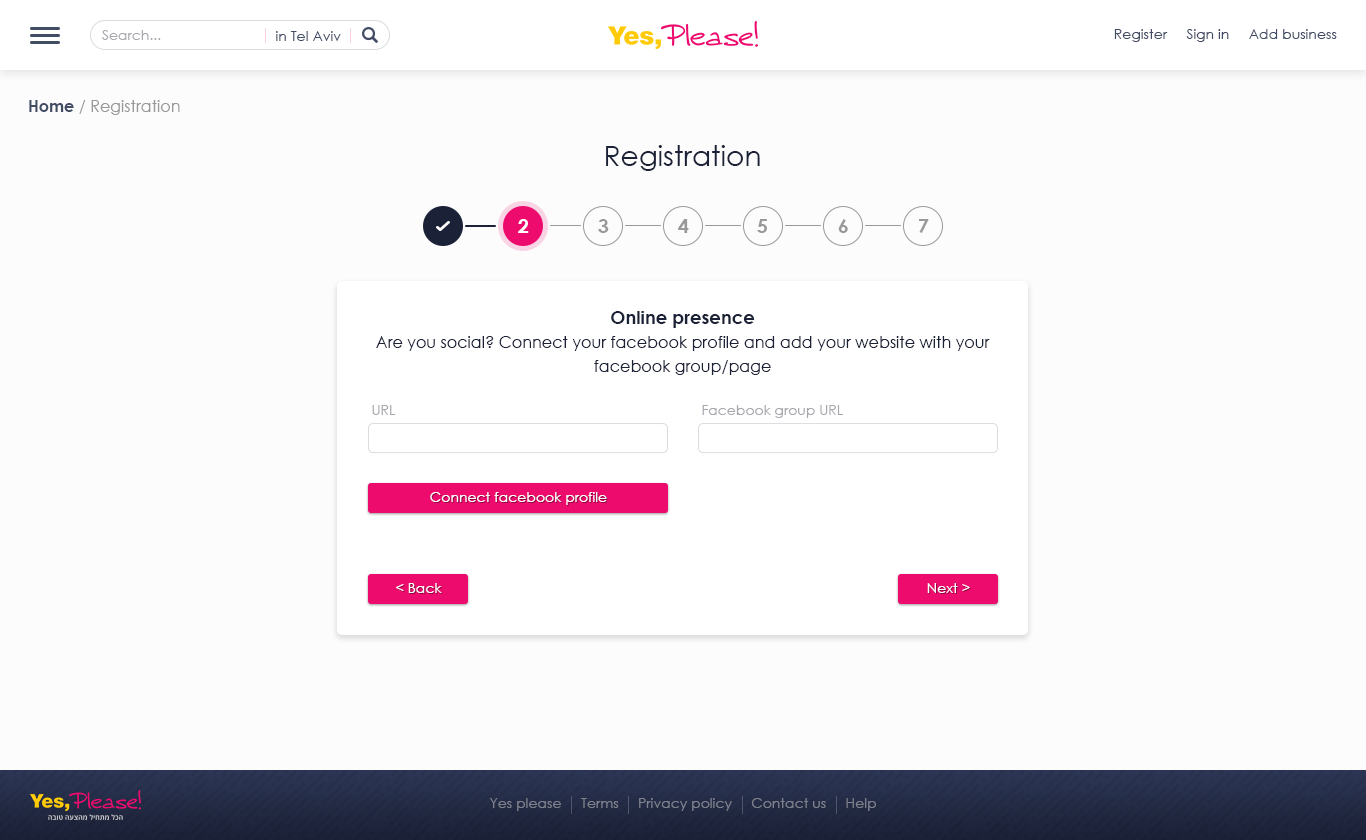 Search...
in Tel Aviv
Yes, Please!
Register
Sign in
Add business
Home / Registration
Registration
2
3
4
5
6
7
Online presence
Are you social? Connect your facebook profile and add your website with your
facebook group/page
URL
Facebook group URL
Connect facebook profile
< Back
Next >
Yes, Please!
הכל מתחיל מהצעה טובה
Yes please
Terms
Privacy policy
Contact us
Help